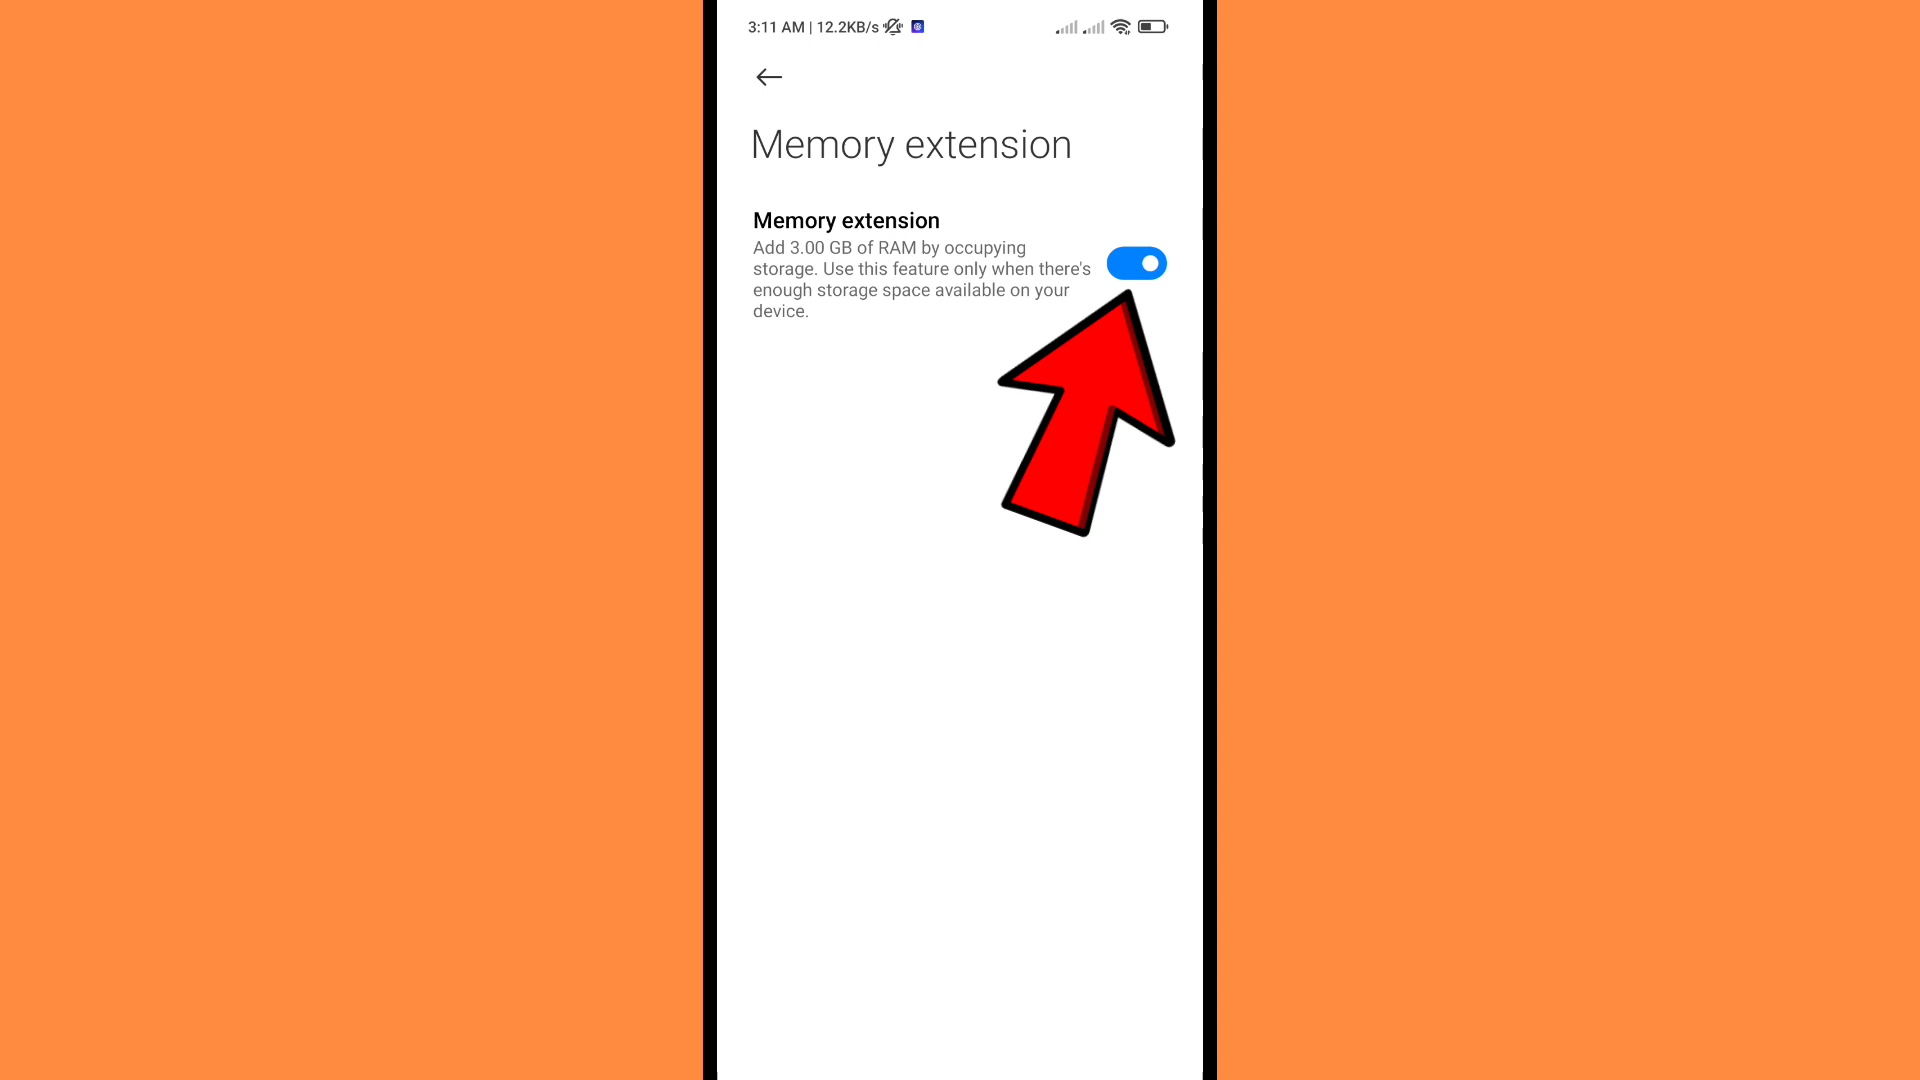 3:11 AM | 12.2KB/s
Memory extension
Memory extension
Add 3.00 GB of RAM by occupying
storage. Use this feature only when there's
enough storage space available on your
device.